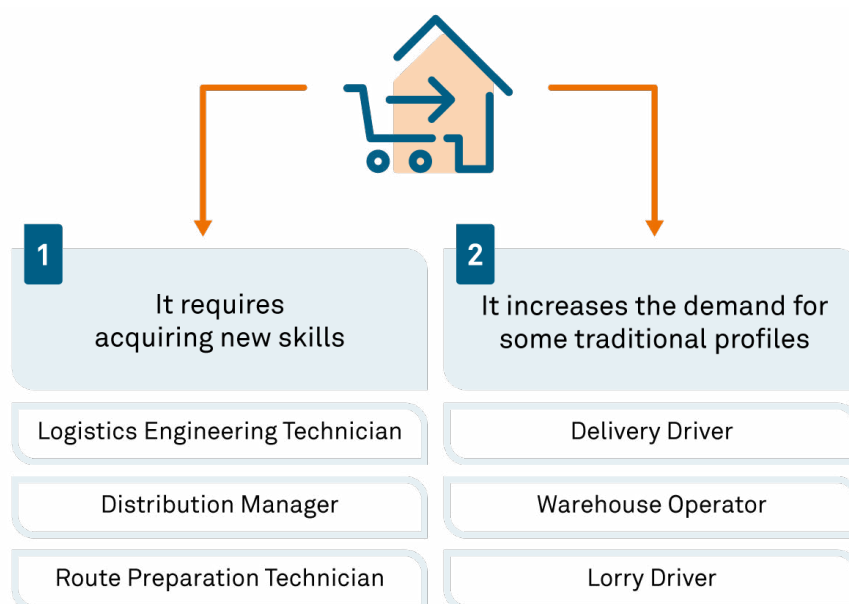 1
It requires
acquiring new skills
Logistics Engineering Technician
Distribution Manager
Route Preparation Technician
2
It increases the demand for
some traditional profiles
Delivery Driver
Warehouse Operator
Lorry Driver